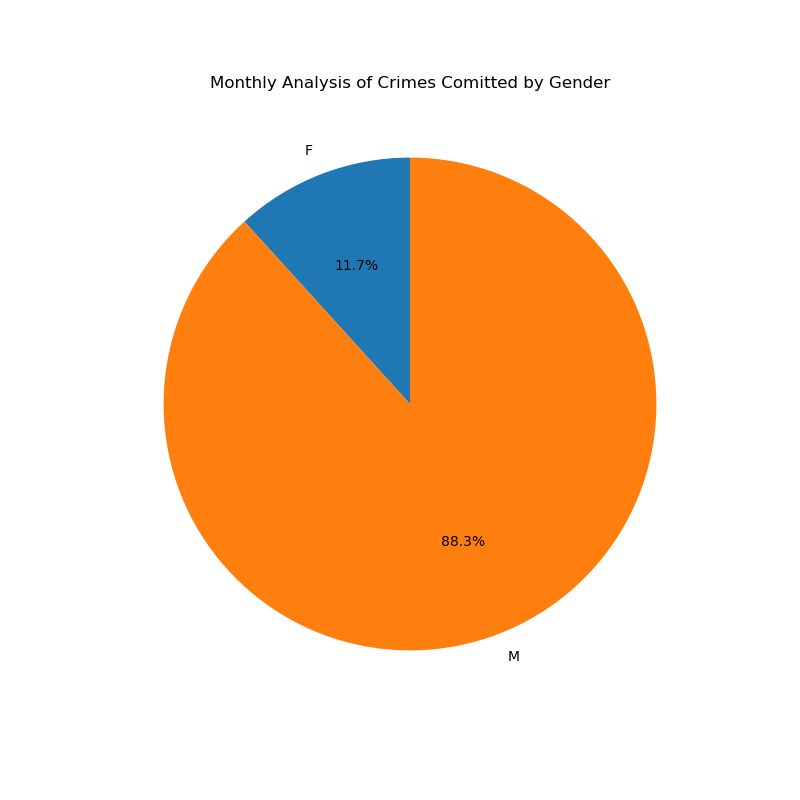 Monthly Analysis of Crimes Comitted by Gender
F
11.7%
88.3%
M